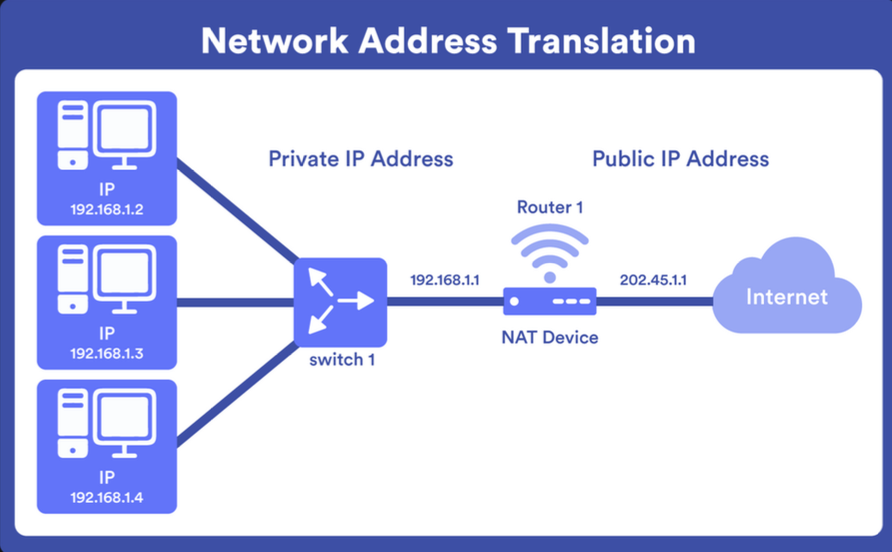 Network Address Translation
IP
192.168.1.2
IP
192.168.1.3
IP
192.168.1.4
Private IP Address
switch 1
192.168.1.1
Public IP Address
Router 1
NAT Device
202.45.1.1
Internet